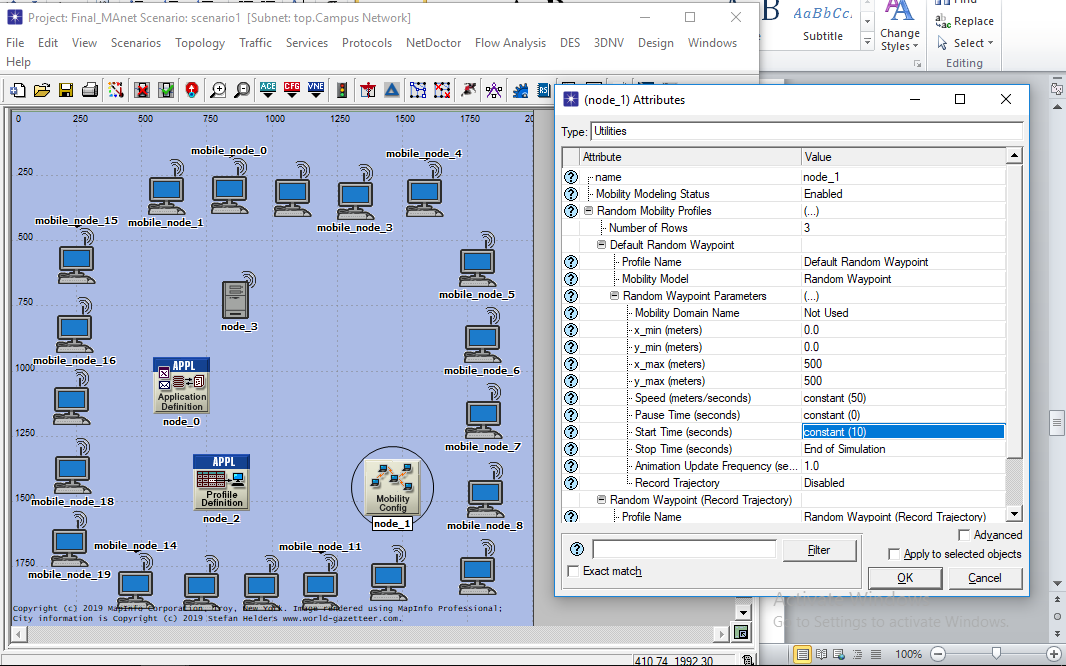 Project: Final_MAnet Scenario: scenario1 [Subnet: top.Campus Network]
File Edit View Scenarios Topology Traffic Services Protocols NetDoctor Flow Analysis DES 3DNV Design Windows
Help
ACE CFG VNE
0 250 500 750 1000 1250 1500 1750 20
250
500
750
1000
1250
1500
1750
mobile_node_0
mobile_node_4
mobile_node_15
mobile_node_1
mobile_node_3
mobile_node_5
node_3
mobile_node_16
mobile_node_6
APPL
Application
Definition
node_0
mobile_node_7
APPL
Profile
Definition
node_2
Mobility
Config
node_1
mobile_node_18
mobile_node_8
mobile_node_14
mobile_node_11
mobile_node_19
Copyright (c) 2019 MapInfo Corporation, Troy, New York. Image rendered using MapInfo Professional;
City information is Copyright (c) 2019 Stefan Helders www.world-gazetteer.com.
410.74, 1992.30
B
AaBbCc.
Subtitle
A
Change
Styles
Find
Replace
Select
Editing
(node_1) Attributes
Type: Utilities
Attribute Value
name node_1
Mobility Modeling Status Enabled
Random Mobility Profiles (...)
Number of Rows 3
Default Random Waypoint
Profile Name Default Random Waypoint
Mobility Model Random Waypoint
Random Waypoint Parameters (...)
Mobility Domain Name Not Used
x_min (meters) 0.0
y_min (meters) 0.0
x_max (meters) 500
y_max (meters) 500
Speed (meters/seconds) constant (50)
Pause Time (seconds) constant (0)
Start Time (seconds) constant (10)
Stop Time (seconds) End of Simulation
Animation Update Frequency (se... 1.0
Record Trajectory Disabled
Random Waypoint (Record Trajectory)
Profile Name Random Waypoint (Record Trajectory)
Advanced
Filter
Apply to selected objects
Exact match
OK Cancel
Activate Windows
Go to Settings to activate Windows.
100%